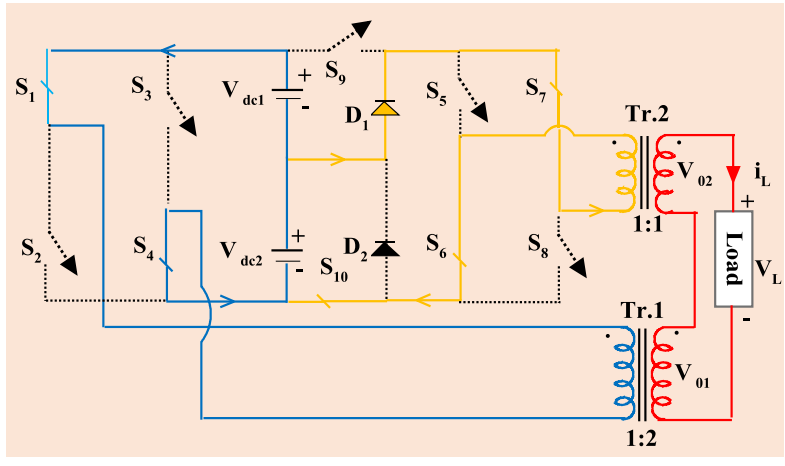 S9
S1
S3
Vdc1
+
-
D1
S5
S7
Tr.2
V02
iL
1:1
+
Load
VL
-
S2
S4
Vdc2
+
-
S10
D2
S6
S8
Tr.1
V01
1:2